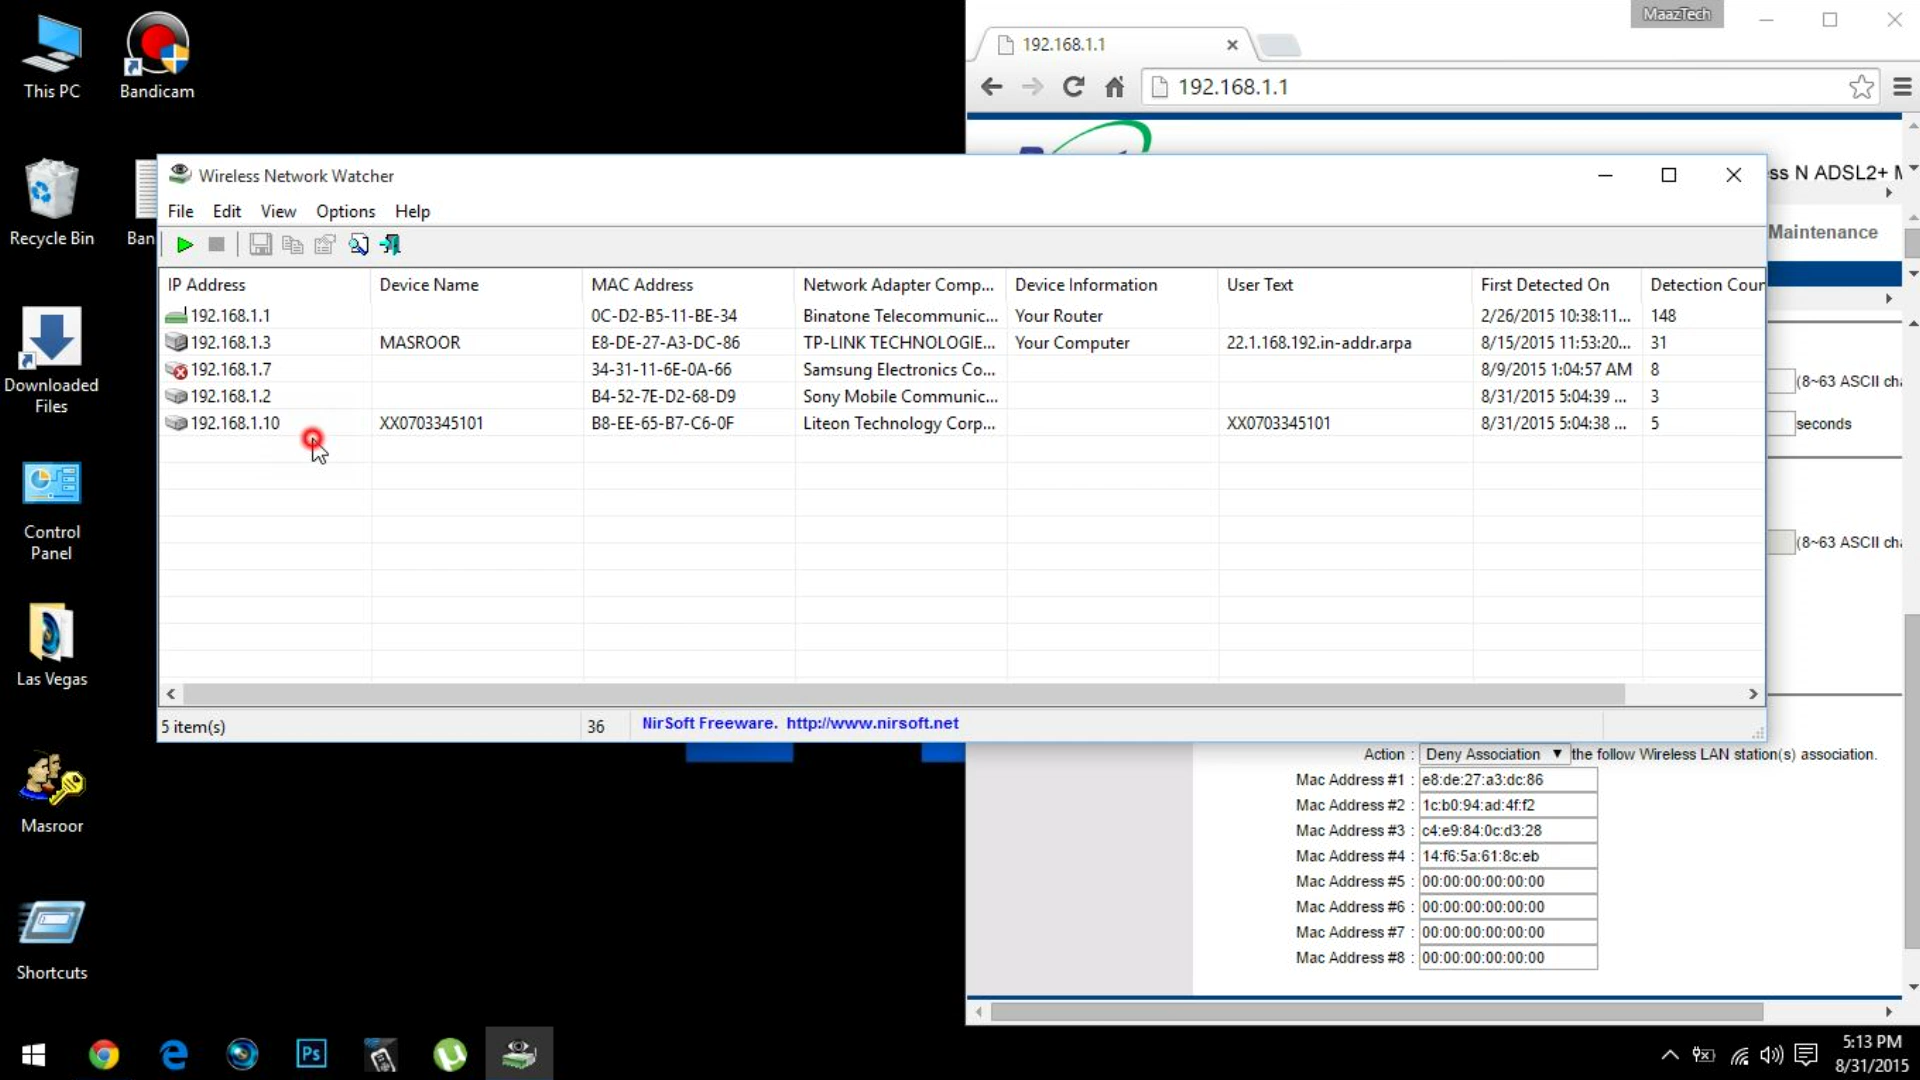 This PC
Bandicam
Recycle Bin
Ban
Downloaded
Files
Control
Panel
Las Vegas
Masroor
Shortcuts
MaazTech
192.168.1.1
192.168.1.1
ss N ADSL2+
Maintenance
Wireless Network Watcher
File Edit View Options Help
IP Address Device Name MAC Address Network Adapter Comp... Device Information User Text First Detected On Detection Cour
192.168.1.1 0C-D2-B5-11-BE-34 Binatone Telecommunic... Your Router 2/26/2015 10:38:11... 148
192.168.1.3 MASROOR E8-DE-27-A3-DC-86 TP-LINK TECHNOLOGIE... Your Computer 22.1.168.192.in-addr.arpa 8/15/2015 11:53:20... 31
192.168.1.7 34-31-11-6E-0A-66 Samsung Electronics Co... 8/9/2015 1:04:57 AM 8
192.168.1.2 B4-52-7E-D2-68-D9 Sony Mobile Communic... 8/31/2015 5:04:39 ... 3
192.168.1.10 XX0703345101 B8-EE-65-B7-C6-0F Liteon Technology Corp... XX0703345101 8/31/2015 5:04:38 ... 5
5 item(s) 36 NirSoft Freeware. http://www.nirsoft.net
(8~63 ASCII cha
seconds
(8~63 ASCII cha
Action : Deny Association the follow Wireless LAN station(s) association.
Mac Address #1 : e8:de:27:a3:dc:86
Mac Address #2 : 1c:b0:94:ad:4f:f2
Mac Address #3 : c4:e9:84:0c:d3:28
Mac Address #4 : 14:f6:5a:61:8c:eb
Mac Address #5 : 00:00:00:00:00:00
Mac Address #6 : 00:00:00:00:00:00
Mac Address #7 : 00:00:00:00:00:00
Mac Address #8 : 00:00:00:00:00:00
Ps
5:13 PM
8/31/2015